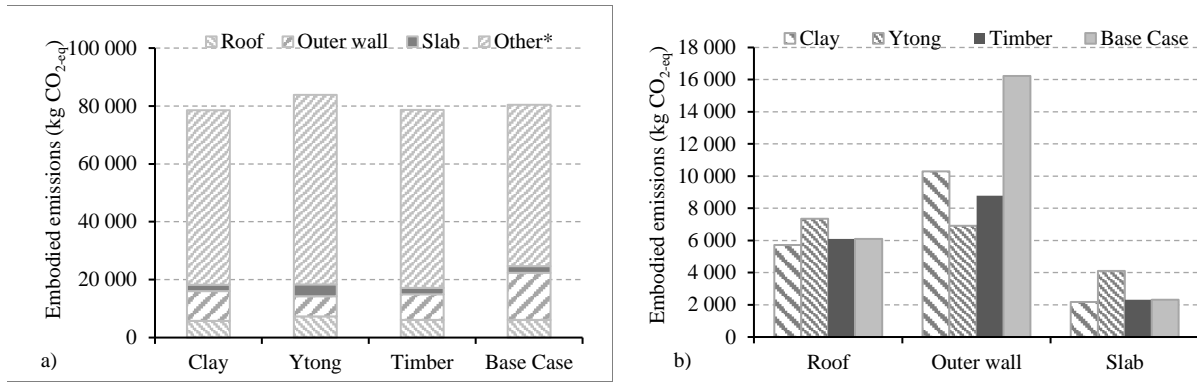 Roof Outer wall Slab Other*
Embodied emissions (kg CO2-eq)
100 000
80 000
60 000
40 000
20 000
0
Clay Ytong Timber Base Case
a)
Clay Ytong Timber Base Case
Embodied emissions (kg CO2-eq)
18 000
16 000
14 000
12 000
10 000
8 000
6 000
4 000
2 000
0
Roof Outer wall Slab
b)